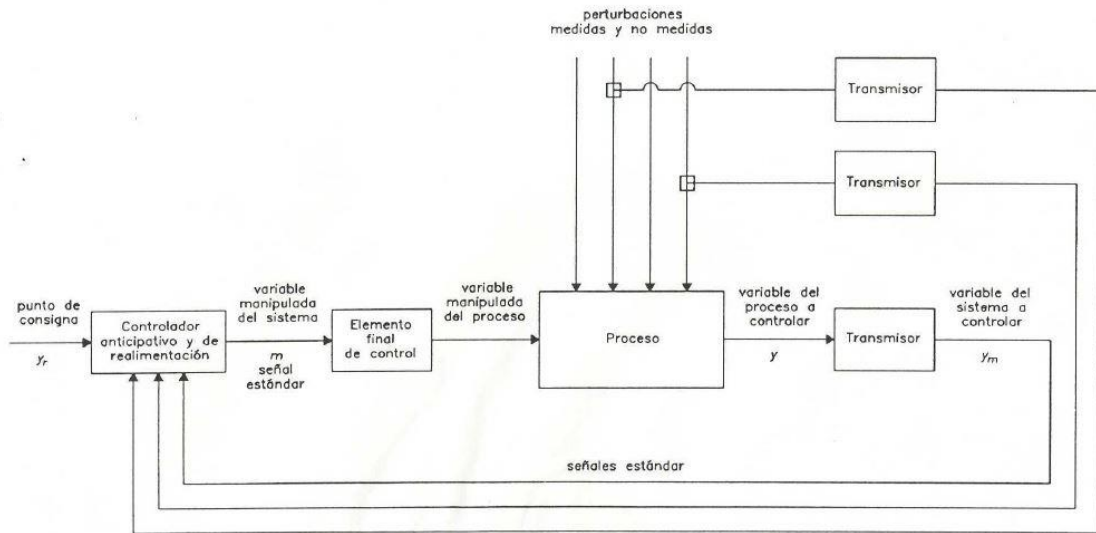 perturbaciones
medidas y no medidas
Transmisor
Transmisor
punto de
consigna
yr
Controlador
anticipativo y de
realimentación
variable
manipulada
del sistema
m
señal
estándar
Elemento
final
de control
variable
manipulada
del proceso
Proceso
variable del
proceso a
controlar
y
Transmisor
variable del
sistema a
controlar
ym
señales estándar